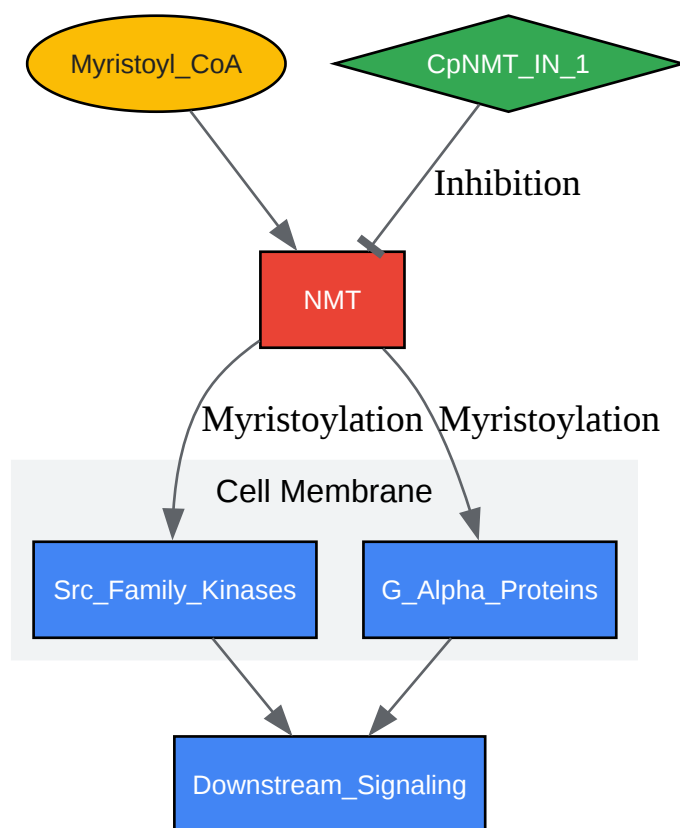 Myristoyl_CoA
CpNMT_IN_1
Inhibition
NMT
Myristoylation
Myristoylation
Cell Membrane
Src_Family_Kinases
G_Alpha_Proteins
Downstream_Signaling